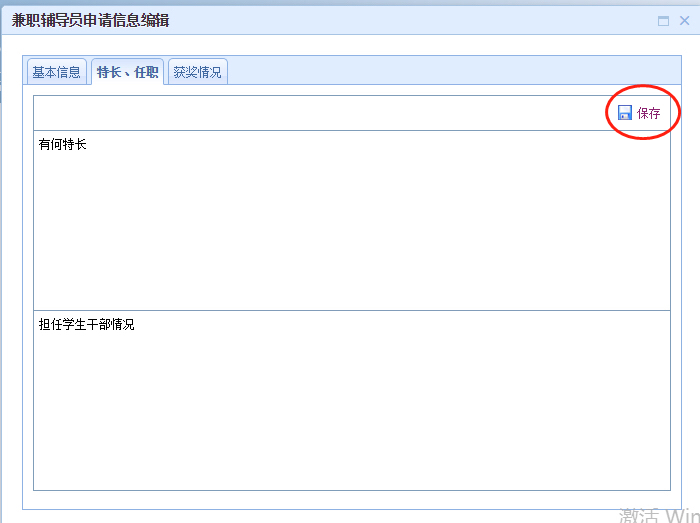 兼职辅导员申请信息编辑
基本信息 特长、任职 获奖情况
保存
有何特长
担任学生干部情况
激活 Win